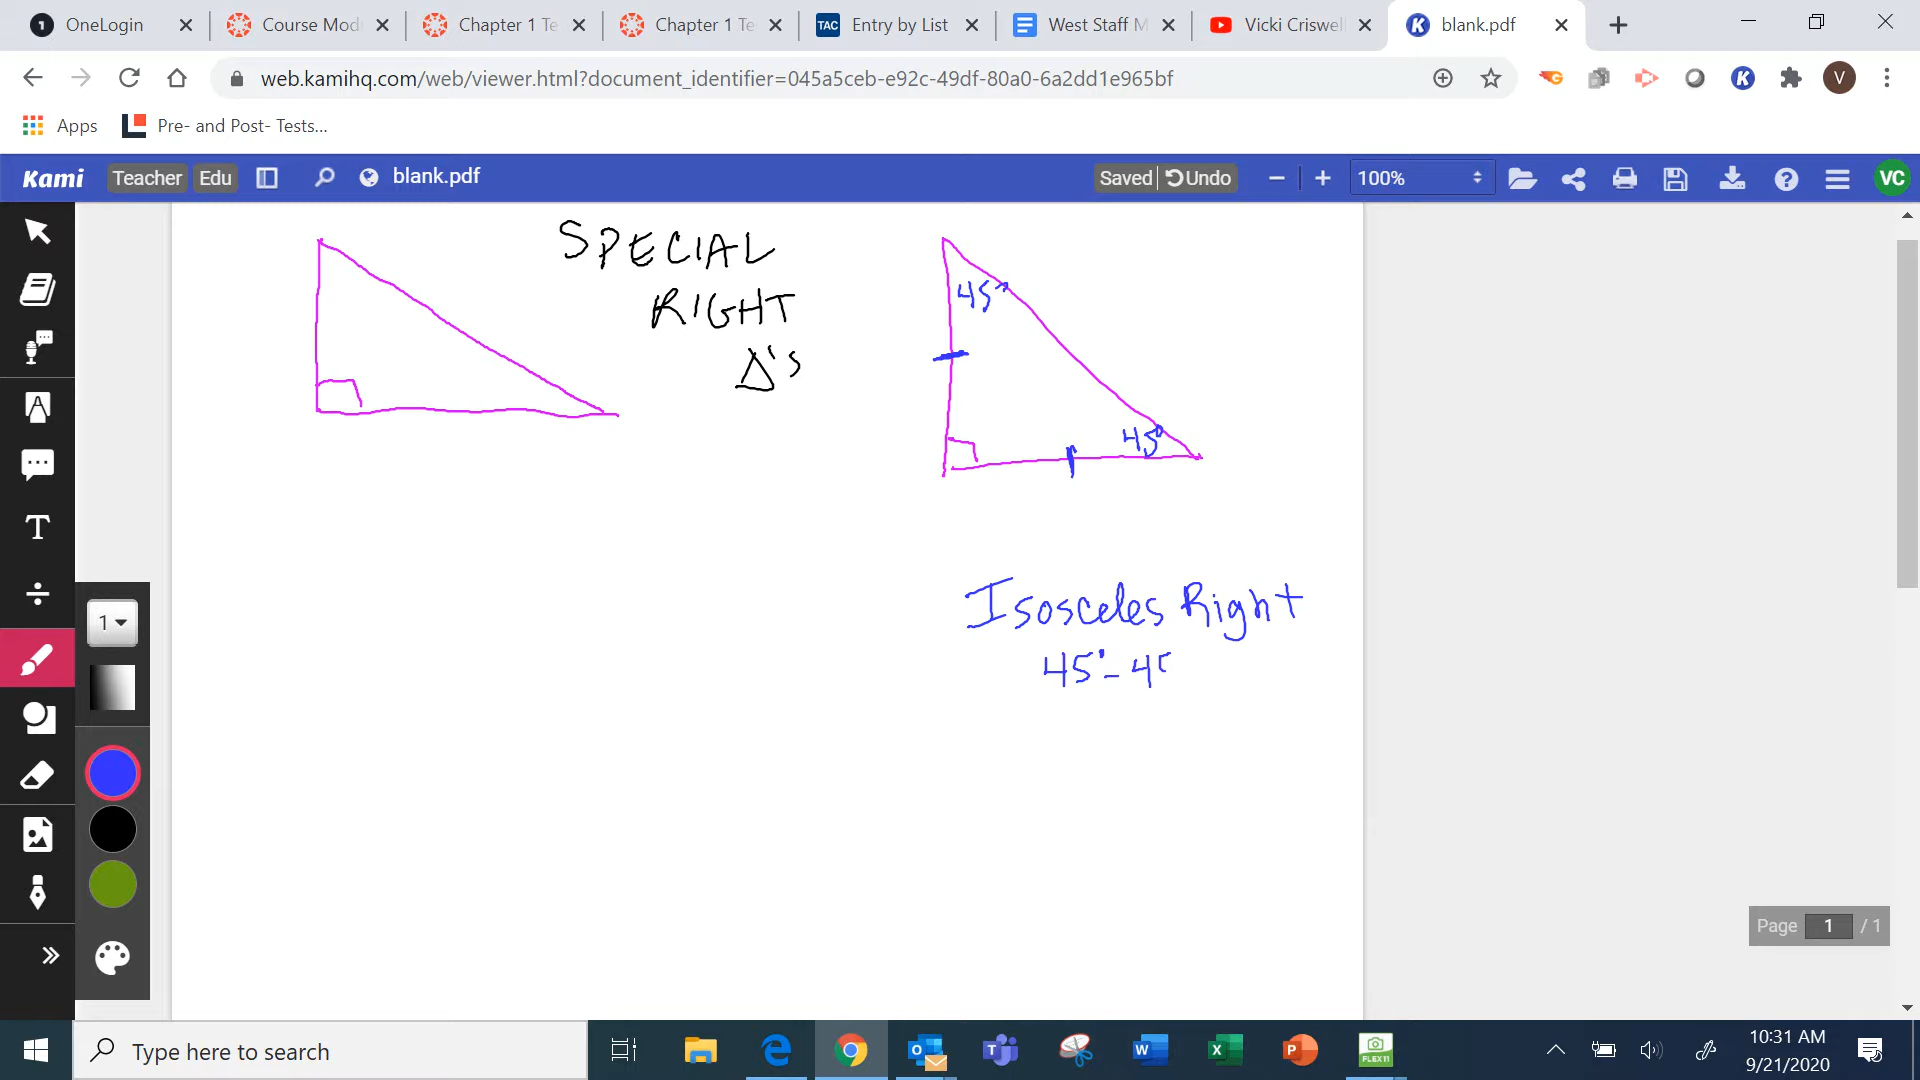 OneLogin
Course Mod
Chapter 1 Te
Chapter 1 Te
TAC Entry by List
West Staff M
Vicki Criswell
blank.pdf
web.kamihq.com/web/viewer.html?document_identifier=045a5ceb-e92c-49df-80a0-6a2dd1e965bf
V
Apps
Pre- and Post- Tests...
Kami Teacher Edu blank.pdf
Saved Undo
100%
VC
SPECIAL
RIGHT
Δ's
45°
45°
Isosceles Right
45°-45
1
Page 1 / 1
Type here to search
FLEX11
10:31 AM
9/21/2020